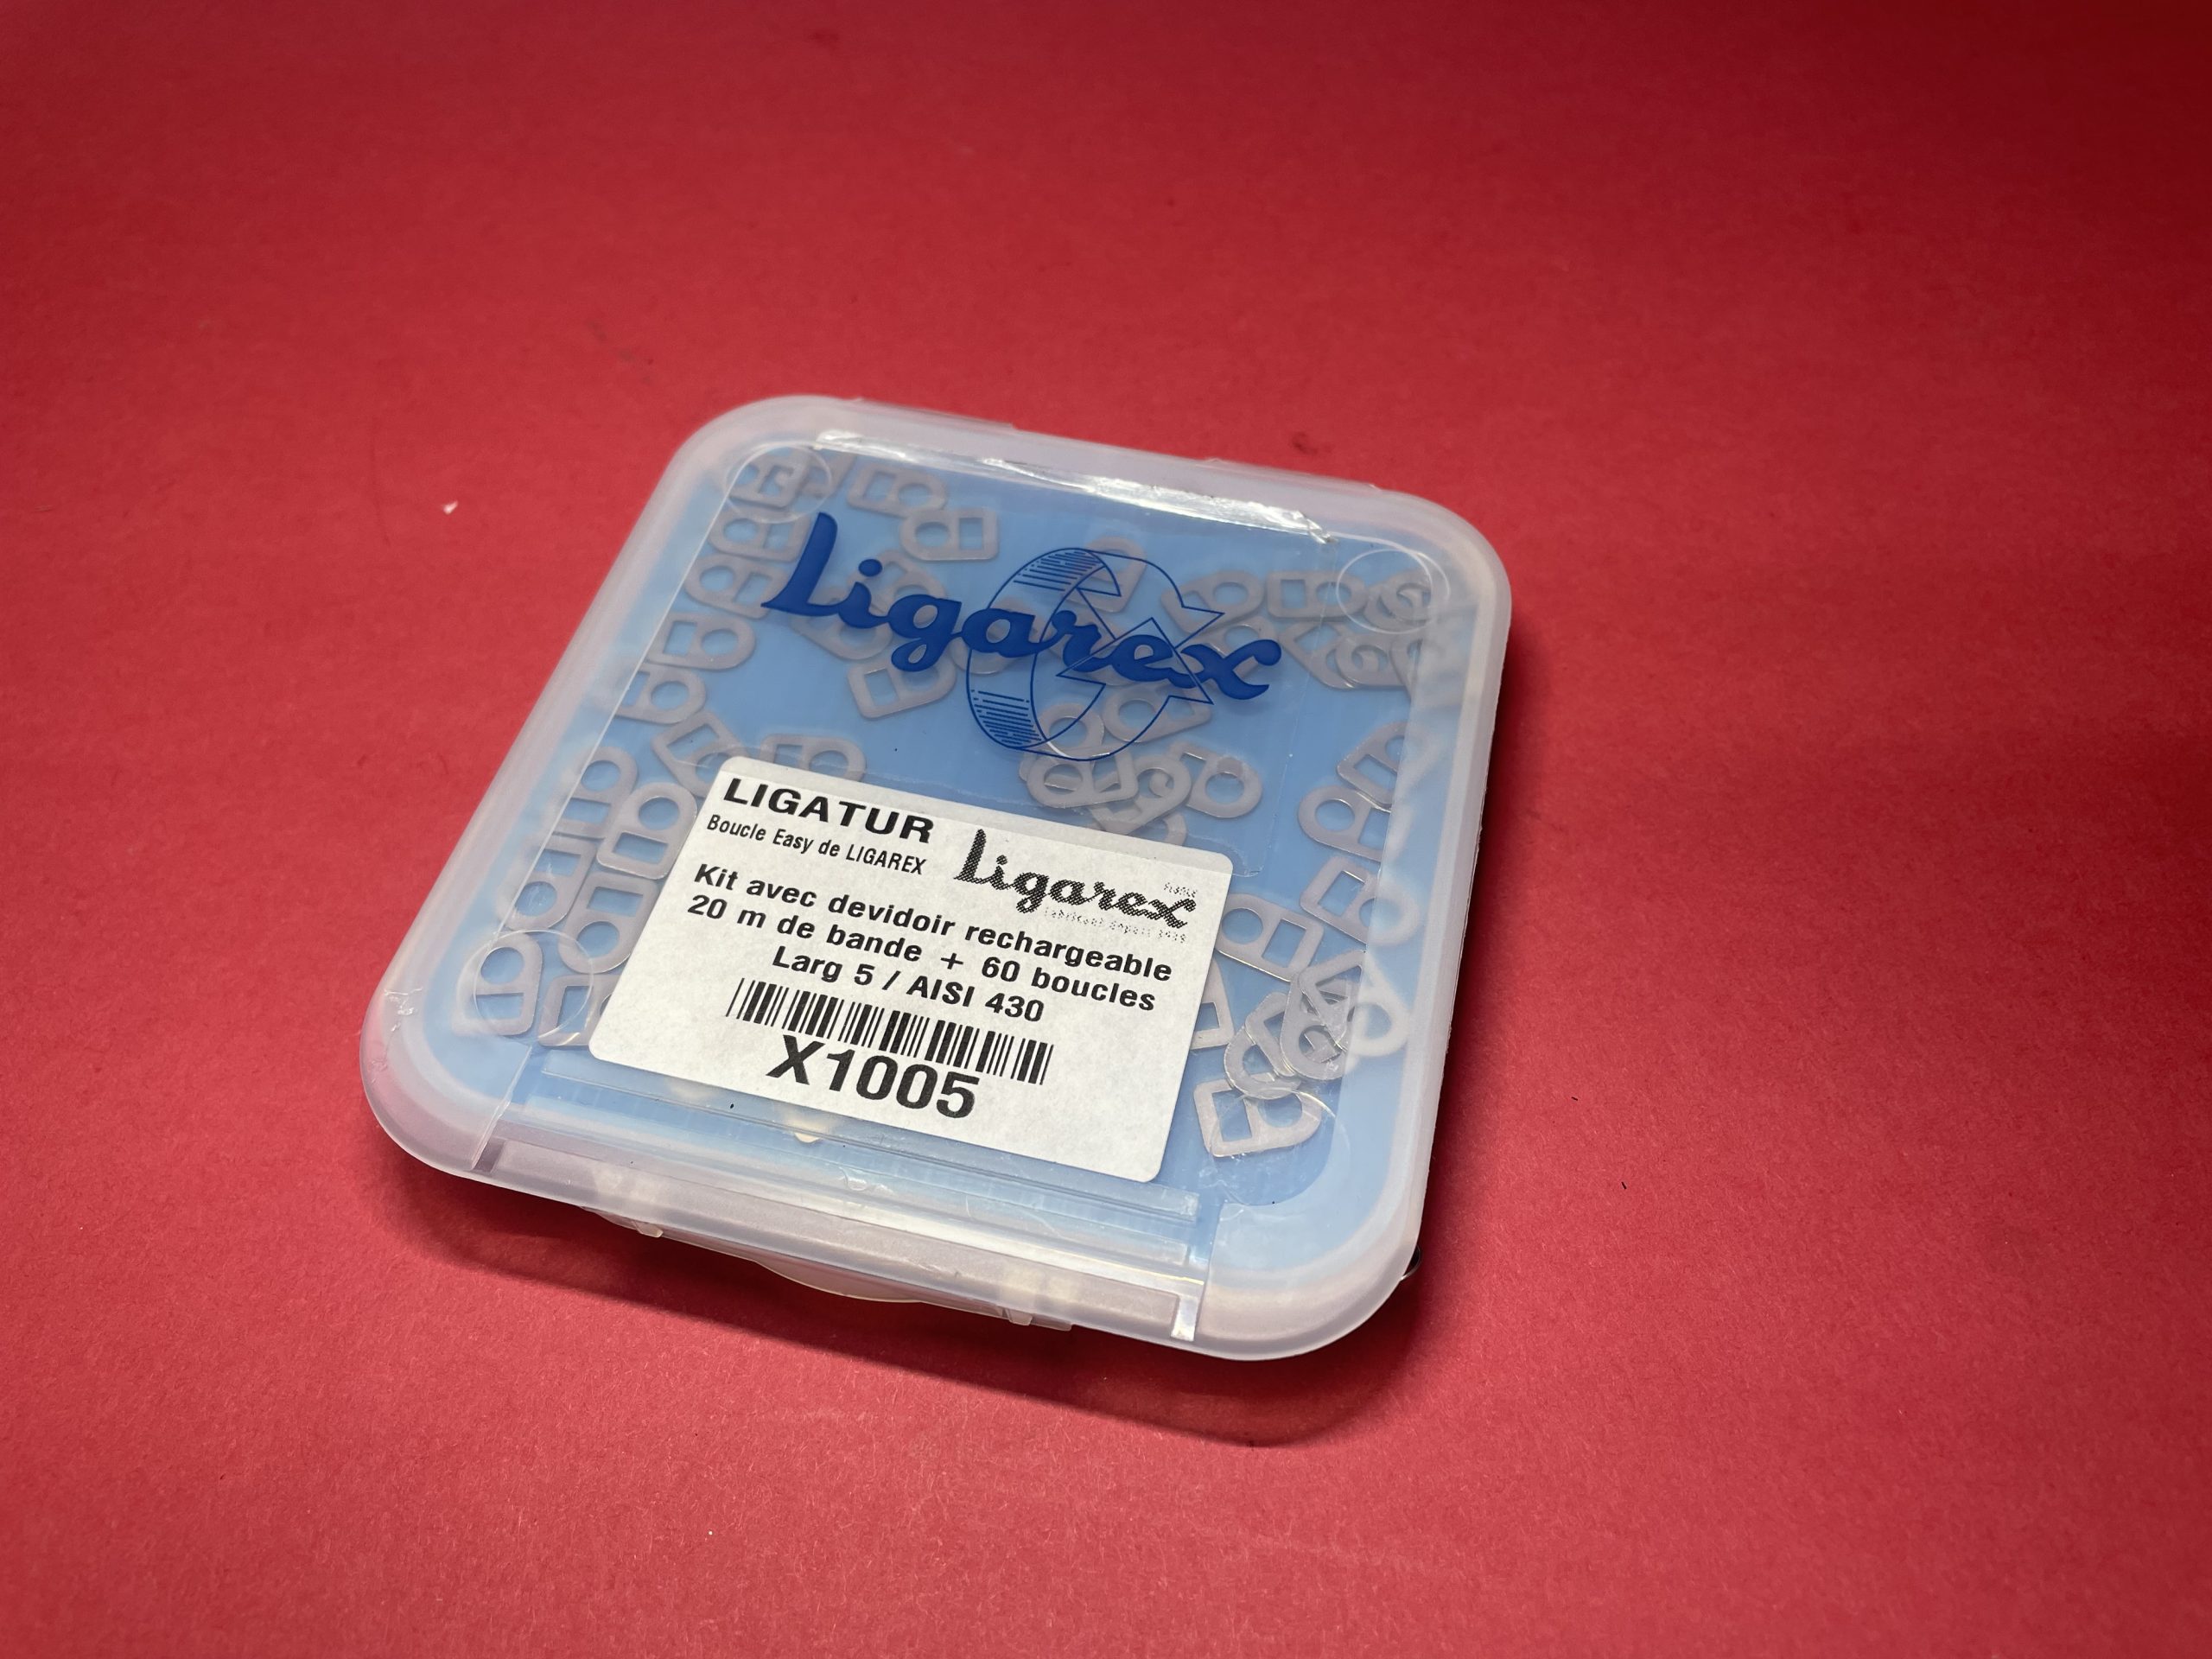 Ligarex
LIGATUR
Boucle Easy de LIGAREX
Ligarex
Kit avec devidoir rechargeable
20 m de bande + 60 boucles
Larg 5 / AISI 430
X1005